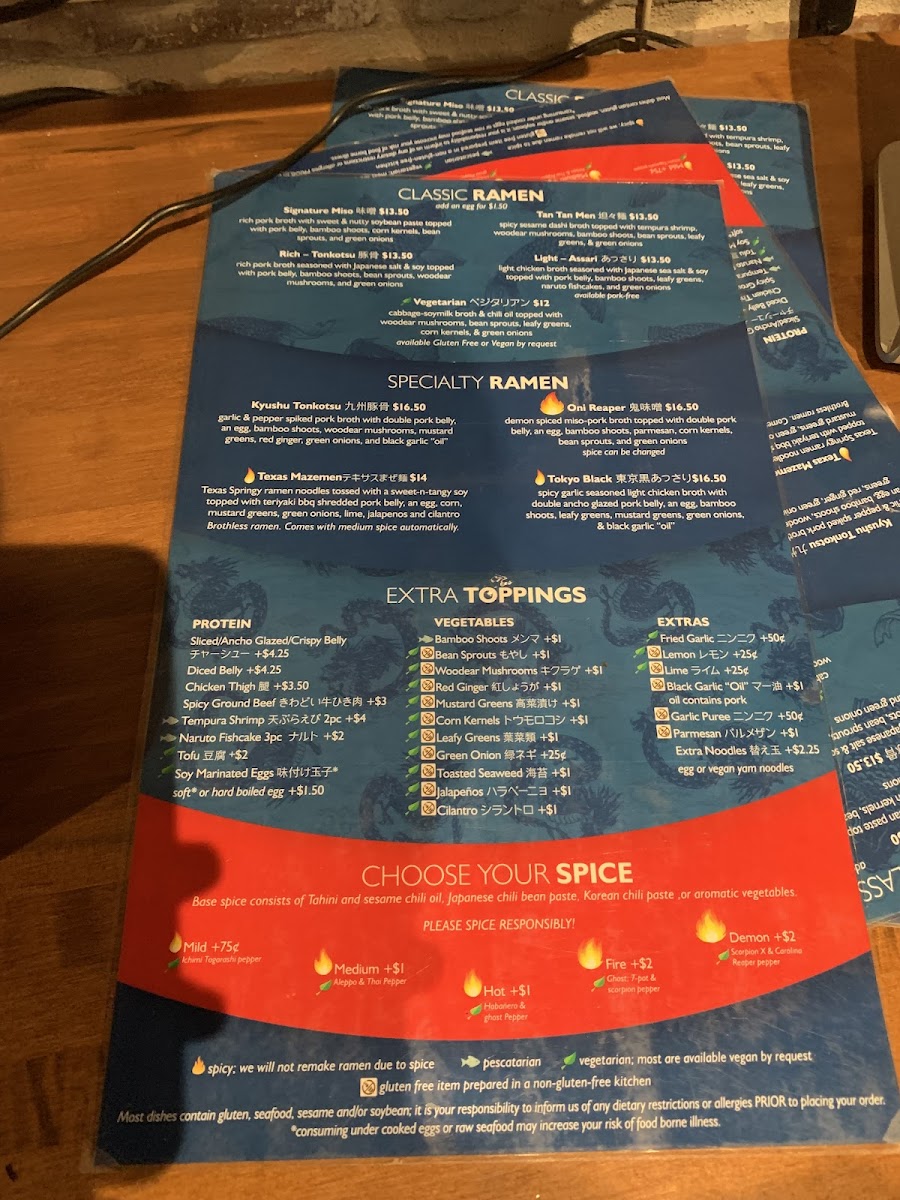 CLASSIC RAMEN
add an egg for $1.50
Signature Miso 味噌 $13.50
rich pork broth with sweet & nutty soybean paste topped
with pork belly, bamboo shoots, corn kernels, bean
sprouts, and green onions
Tan Tan Men 坦々麺 $13.50
spicy sesame dashi broth topped with tempura shrimp,
woodear mushrooms, bamboo shoots, bean sprouts, leafy
greens, & green onions
Rich – Tonkotsu 豚骨 $13.50
rich pork broth seasoned with Japanese salt & soy topped
with pork belly, bamboo shoots, bean sprouts, woodear
mushrooms, and green onions
Light – Assari あっさり $13.50
light chicken broth seasoned with Japanese sea salt & soy
topped with pork belly, bamboo shoots, leafy greens,
naruto fishcakes, and green onions
available pork-free
Vegetarian ベジタリアン $12
cabbage-soymilk broth & chili oil topped with
woodear mushrooms, bean sprouts, leafy greens,
corn kernels, & green onions
available Gluten Free or Vegan by request
SPECIALTY RAMEN
Kyushu Tonkotsu 九州豚骨 $16.50
garlic & pepper spiked pork broth with double pork belly,
an egg, bamboo shoots, woodear mushrooms, mustard
greens, red ginger, green onions, and black garlic "oil"
Oni Reaper 鬼味噌 $16.50
demon spiced miso-pork broth topped with double pork
belly, an egg, bamboo shoots, parmesan, corn kernels,
bean sprouts, and green onions
spice can be changed
Texas Mazemenテキサスまぜ麺 $14
Texas Springy ramen noodles tossed with a sweet-n-tangy soy
topped with teriyaki bbq shredded pork belly, an egg, corn,
mustard greens, green onions, lime, jalapenos and cilantro
Brothless ramen. Comes with medium spice automatically.
Tokyo Black 東京黒あっさり$16.50
spicy garlic seasoned light chicken broth with
double ancho glazed pork belly, an egg, bamboo
shoots, leafy greens, mustard greens, green onions,
& black garlic "oil"
EXTRA TOPPINGS
PROTEIN
Sliced/Ancho Glazed/Crispy Belly
チャーシュー +$4.25
Diced Belly +$4.25
Chicken Thigh 腿 +$3.50
Spicy Ground Beef きわどい牛ひき肉 +$3
Tempura Shrimp 天ぷらえび 2pc +$4
Naruto Fishcake 3pc ナルト +$2
Tofu 豆腐 +$2
Soy Marinated Eggs 味付け玉子*
soft* or hard boiled egg +$1.50
VEGETABLES
Bamboo Shoots メンマ +$1
Bean Sprouts もやし +$1
Woodear Mushrooms キクラゲ +$1
Red Ginger 紅しょうが +$1
Mustard Greens 高菜漬け +$1
Corn Kernels トウモロコシ +$1
Leafy Greens 葉菜類 +$1
Green Onion 緑ネギ +25¢
Toasted Seaweed 海苔 +$1
Jalapeños ハラペーニョ +$1
Cilantro シラントロ +$1
EXTRAS
Fried Garlic ニンニク +50¢
Lemon レモン +25¢
Lime ライム +25¢
Black Garlic "Oil" マー油 +$1
oil contains pork
Garlic Puree ニンニク +50¢
Parmesan パルメザン +$1
Extra Noodles 替え玉 +$2.25
egg or vegan yam noodles
CHOOSE YOUR SPICE
Base spice consists of Tahini and sesame chili oil, Japanese chili bean paste, Korean chili paste ,or aromatic vegetables.
PLEASE SPICE RESPONSIBLY!
Mild +75¢
Ichimi Togarashi pepper
Medium +$1
Aleppo & Thai Pepper
Hot +$1
Habañero &
ghost Pepper
Fire +$2
Ghost, 7-pot &
scorpion pepper
Demon +$2
Scorpion X & Carolina
Reaper pepper
spicy; we will not remake ramen due to spice
pescatarian
vegetarian; most are available vegan by request
gluten free item prepared in a non-gluten-free kitchen
Most dishes contain gluten, seafood, sesame and/or soybean; it is your responsibility to inform us of any dietary restrictions or allergies PRIOR to placing your order.
*consuming under cooked eggs or raw seafood may increase your risk of food borne illness.